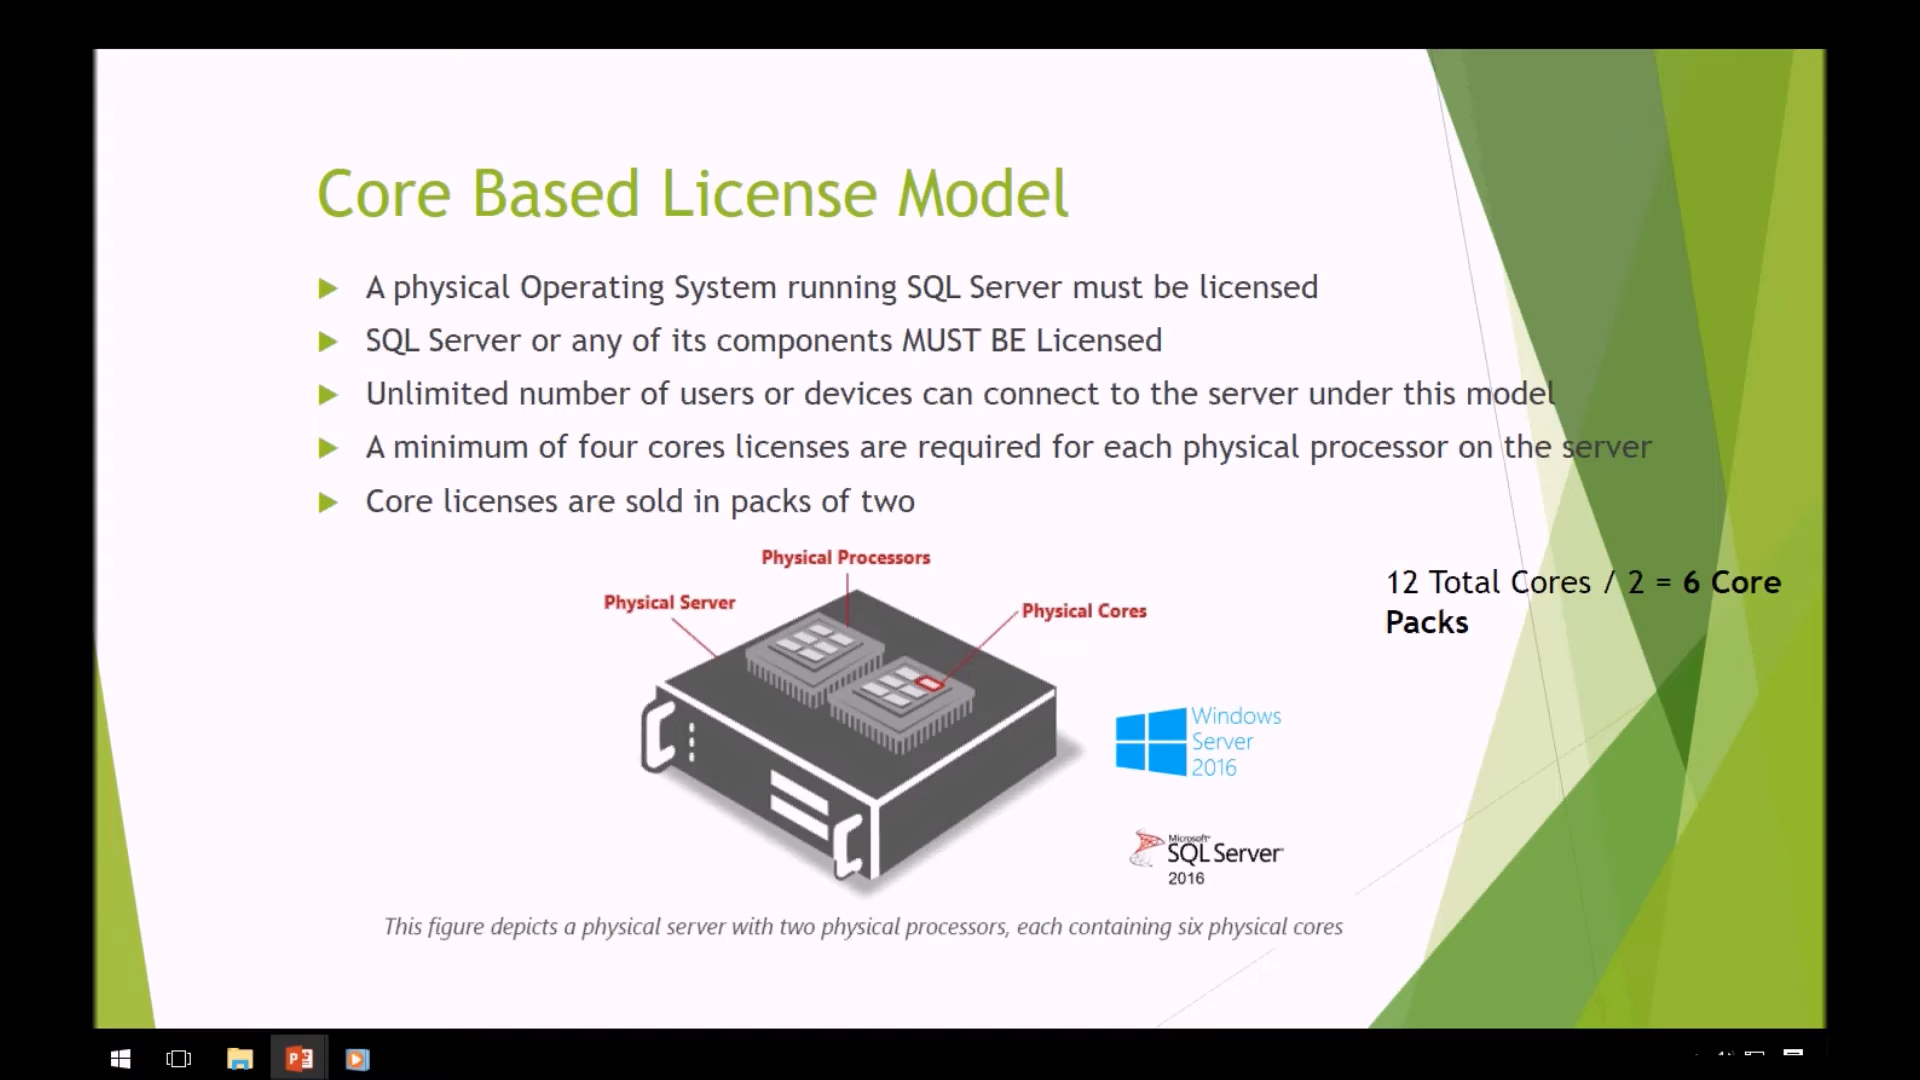 Core Based License Model
A physical Operating System running SQL Server must be licensed
SQL Server or any of its components MUST BE Licensed
Unlimited number of users or devices can connect to the server under this model
A minimum of four cores licenses are required for each physical processor on the server
Core licenses are sold in packs of two
Physical Processors
Physical Server
Physical Cores
12 Total Cores / 2 = 6 Core
Packs
Windows
Server
2016
Microsoft
SQL Server
2016
This figure depicts a physical server with two physical processors, each containing six physical cores